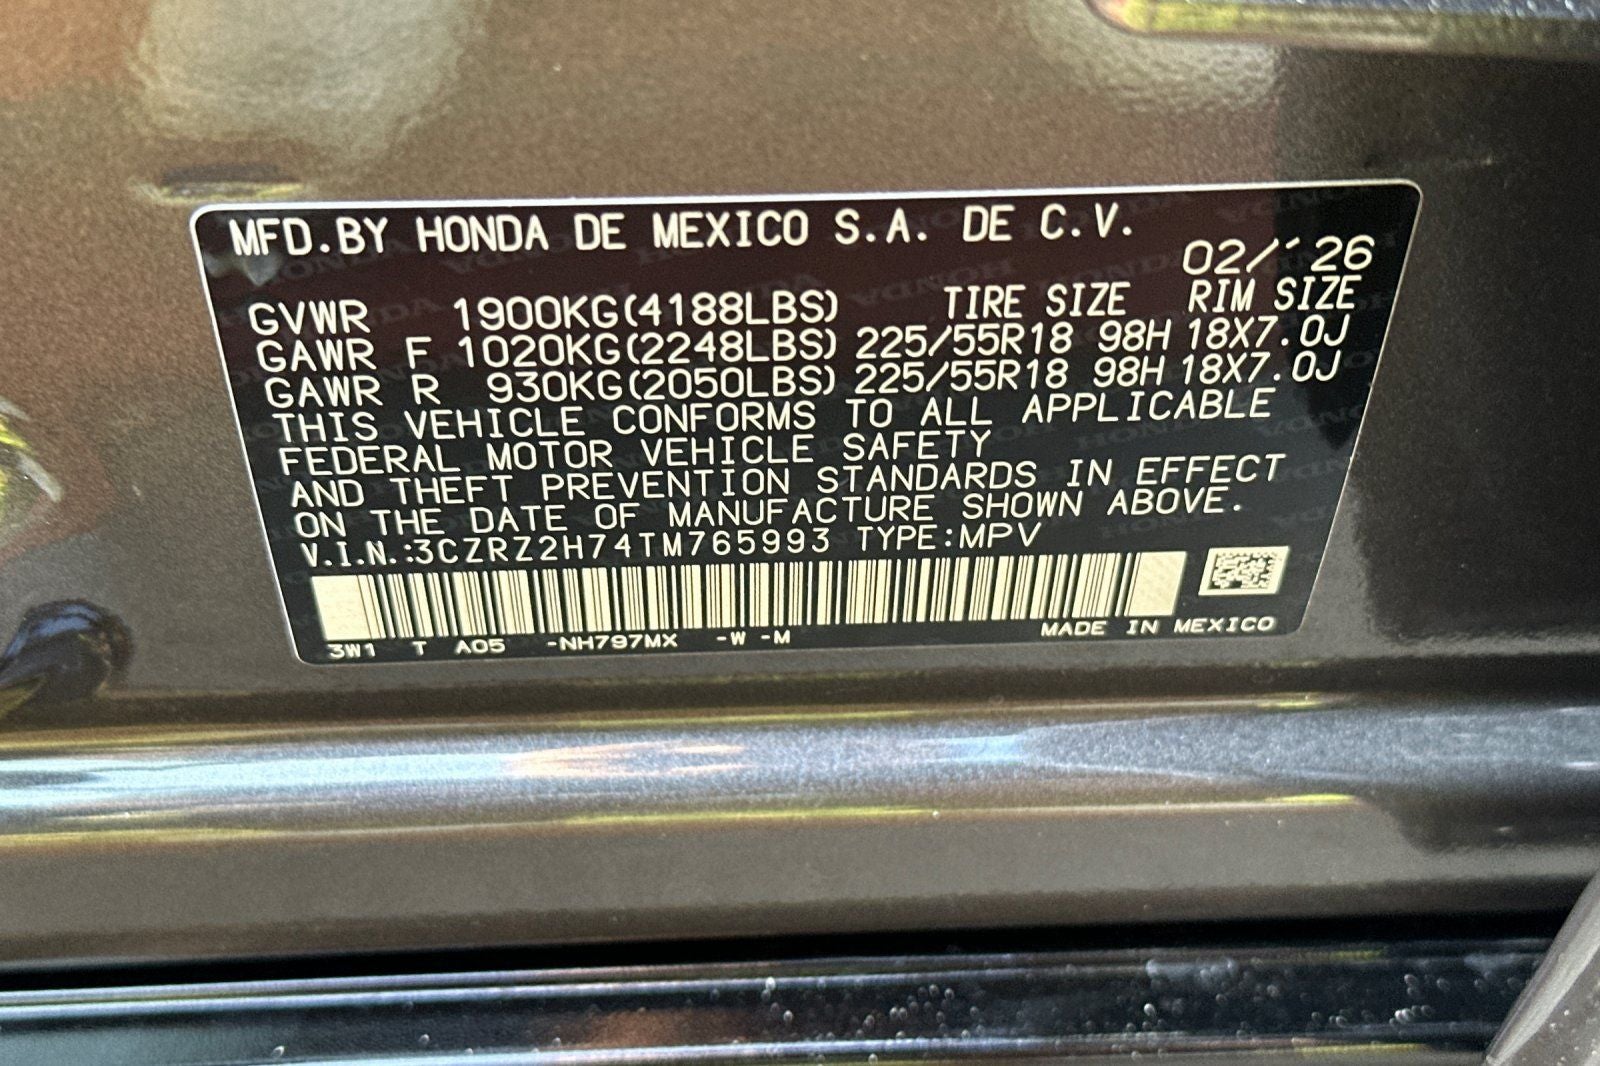 MFD.BY HONDA DE MEXICO S.A. DE C.V.
02/'26
GVWR 1900KG(4188LBS) TIRE SIZE RIM SIZE
GAWR F 1020KG(2248LBS) 225/55R18 98H 18X7.0J
GAWR R 930KG(2050LBS) 225/55R18 98H 18X7.0J
THIS VEHICLE CONFORMS TO ALL APPLICABLE
FEDERAL MOTOR VEHICLE SAFETY
AND THEFT PREVENTION STANDARDS IN EFFECT
ON THE DATE OF MANUFACTURE SHOWN ABOVE.
V.I.N.:3CZRZ2H74TM765993 TYPE:MPV
3W1 T A05 -NH797MX -W -M MADE IN MEXICO